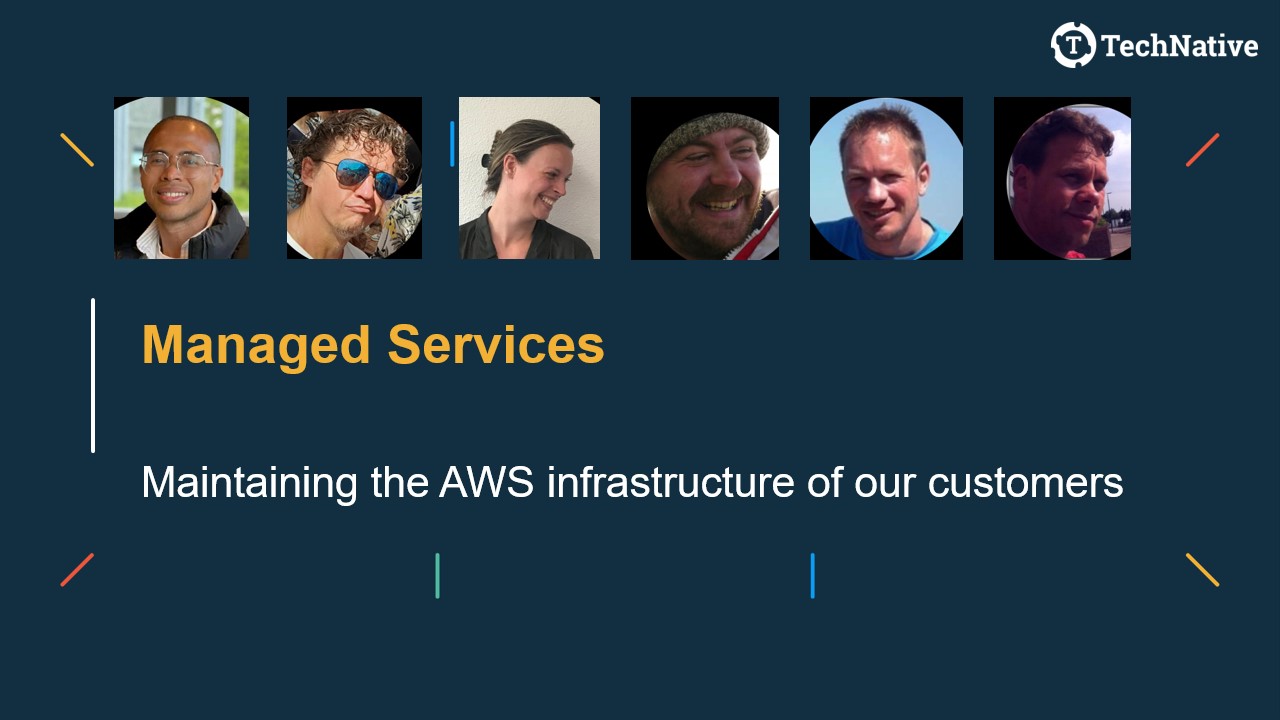 TechNative
Managed Services
Maintaining the AWS infrastructure of our customers